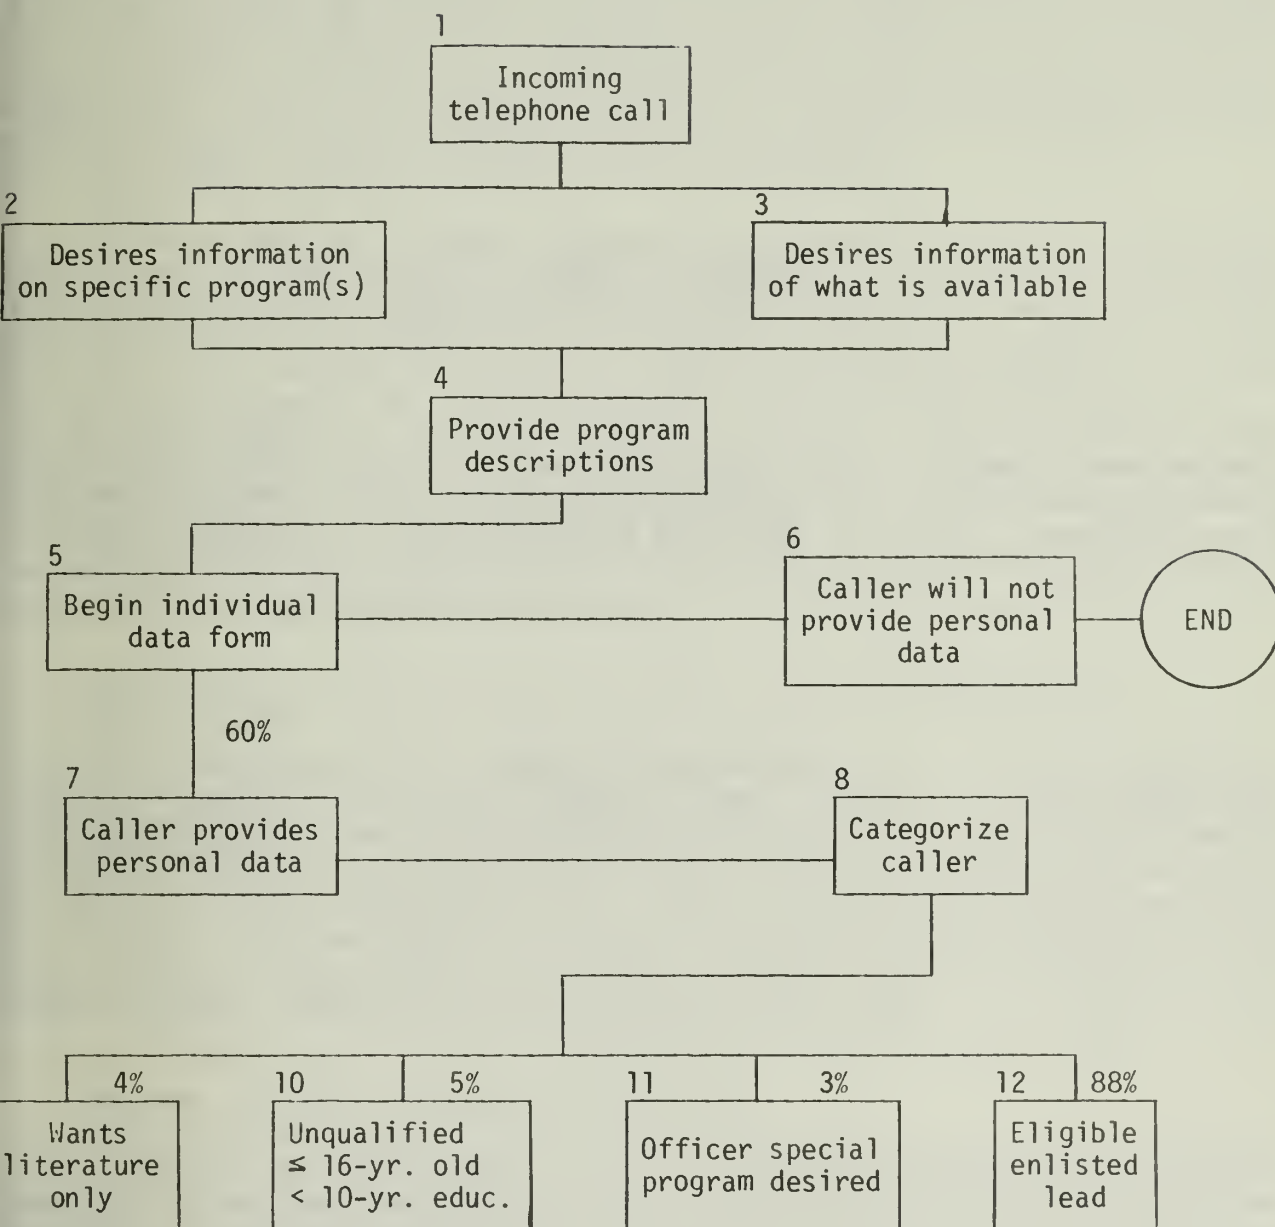 1
Incoming
telephone call
2
Desires information
on specific program(s)
3
Desires information
of what is available
4
Provide program
descriptions
5
Begin individual
data form
6
Caller will not
provide personal
data
END
60%
7
Caller provides
personal data
8
Categorize
caller
4%
Wants
literature
only
10
5%
Unqualified
≤ 16-yr. old
< 10-yr. educ.
11
3%
Officer special
program desired
12
88%
Eligible
enlisted
lead